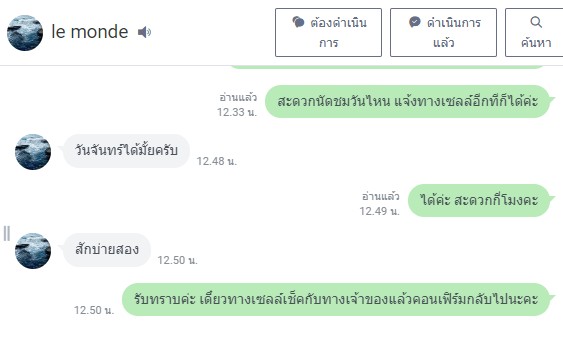 le monde
ต้องดำเนิน
การ
ดำเนินการ
แล้ว
ค้นหา
อ่านแล้ว
12.33 น.
สะดวกนัดชมวันไหน แจ้งทางเซลล์อีกทีก็ได้ค่ะ
วันจันทร์ได้มั้ยครับ
12.48 น.
อ่านแล้ว
12.49 น.
ได้ค่ะ สะดวกกี่โมงคะ
สักบ่ายสอง
12.50 น.
12.50 น.
รับทราบค่ะ เดี๋ยวทางเซลล์เช็คกับทางเจ้าของแล้วคอนเฟิร์มกลับไปนะคะ